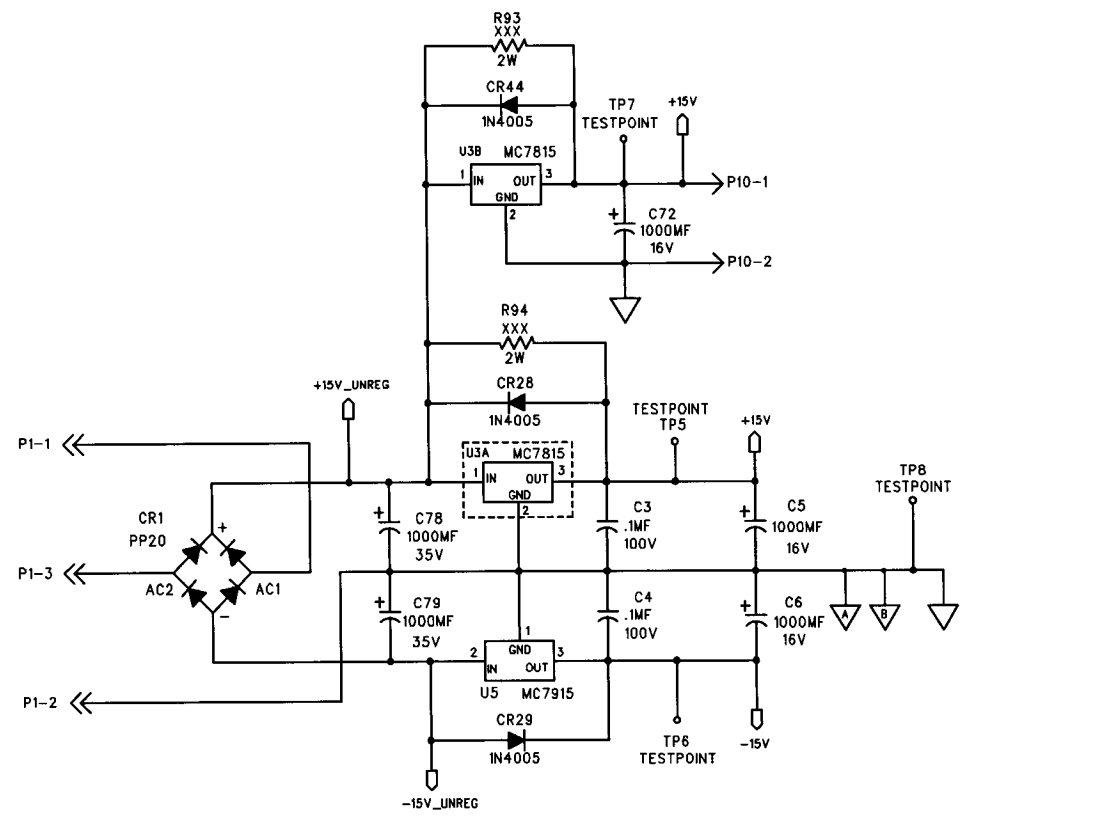 R93
XXX
2W
CR44
1N4005
TP7
TESTPOINT
+15V
U3B MC7815
1 IN OUT 3
GND
2
P10-1
+ C72
1000MF
16V
P10-2
R94
XXX
2W
+15V_UNREG
CR28
1N4005
TESTPOINT
TP5
+15V
P1-1
U3A MC7815
1 IN OUT 3
GND
2
TP8
TESTPOINT
CR1
PP20
+
+ C78
1000MF
35V
C3
.1MF
100V
+ C5
1000MF
16V
P1-3
AC2 AC1
-
+ C79
1000MF
35V
C4
.1MF
100V
+ C6
1000MF
16V
A B
1
GND
2 IN OUT 3
U5 MC7915
P1-2
CR29
1N4005
TP6
TESTPOINT
-15V
-15V_UNREG